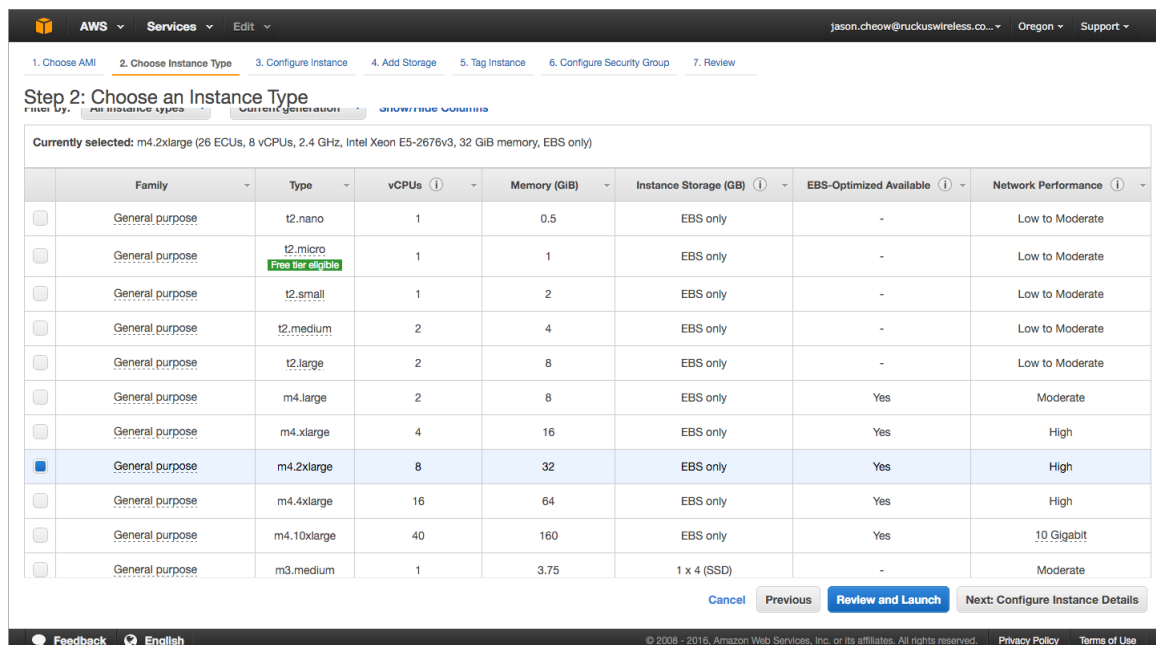 AWS Services Edit jason.cheow@ruckuswireless.co... Oregon Support
1. Choose AMI 2. Choose Instance Type 3. Configure Instance 4. Add Storage 5. Tag Instance 6. Configure Security Group 7. Review
Step 2: Choose an Instance Type
Filter by: All instance types Current generation Show/Hide Columns
Currently selected: m4.2xlarge (26 ECUs, 8 vCPUs, 2.4 GHz, Intel Xeon E5-2676v3, 32 GiB memory, EBS only)
Family Type vCPUs i Memory (GiB) Instance Storage (GB) i EBS-Optimized Available i Network Performance i
General purpose t2.nano 1 0.5 EBS only - Low to Moderate
General purpose t2.micro 1 1 EBS only - Low to Moderate
Free tier eligible
General purpose t2.small 1 2 EBS only - Low to Moderate
General purpose t2.medium 2 4 EBS only - Low to Moderate
General purpose t2.large 2 8 EBS only - Low to Moderate
General purpose m4.large 2 8 EBS only Yes Moderate
General purpose m4.xlarge 4 16 EBS only Yes High
General purpose m4.2xlarge 8 32 EBS only Yes High
General purpose m4.4xlarge 16 64 EBS only Yes High
General purpose m4.10xlarge 40 160 EBS only Yes 10 Gigabit
General purpose m3.medium 1 3.75 1 x 4 (SSD) - Moderate
Cancel Previous Review and Launch Next: Configure Instance Details
Feedback English © 2008 - 2016, Amazon Web Services, Inc. or its affiliates. All rights reserved. Privacy Policy Terms of Use